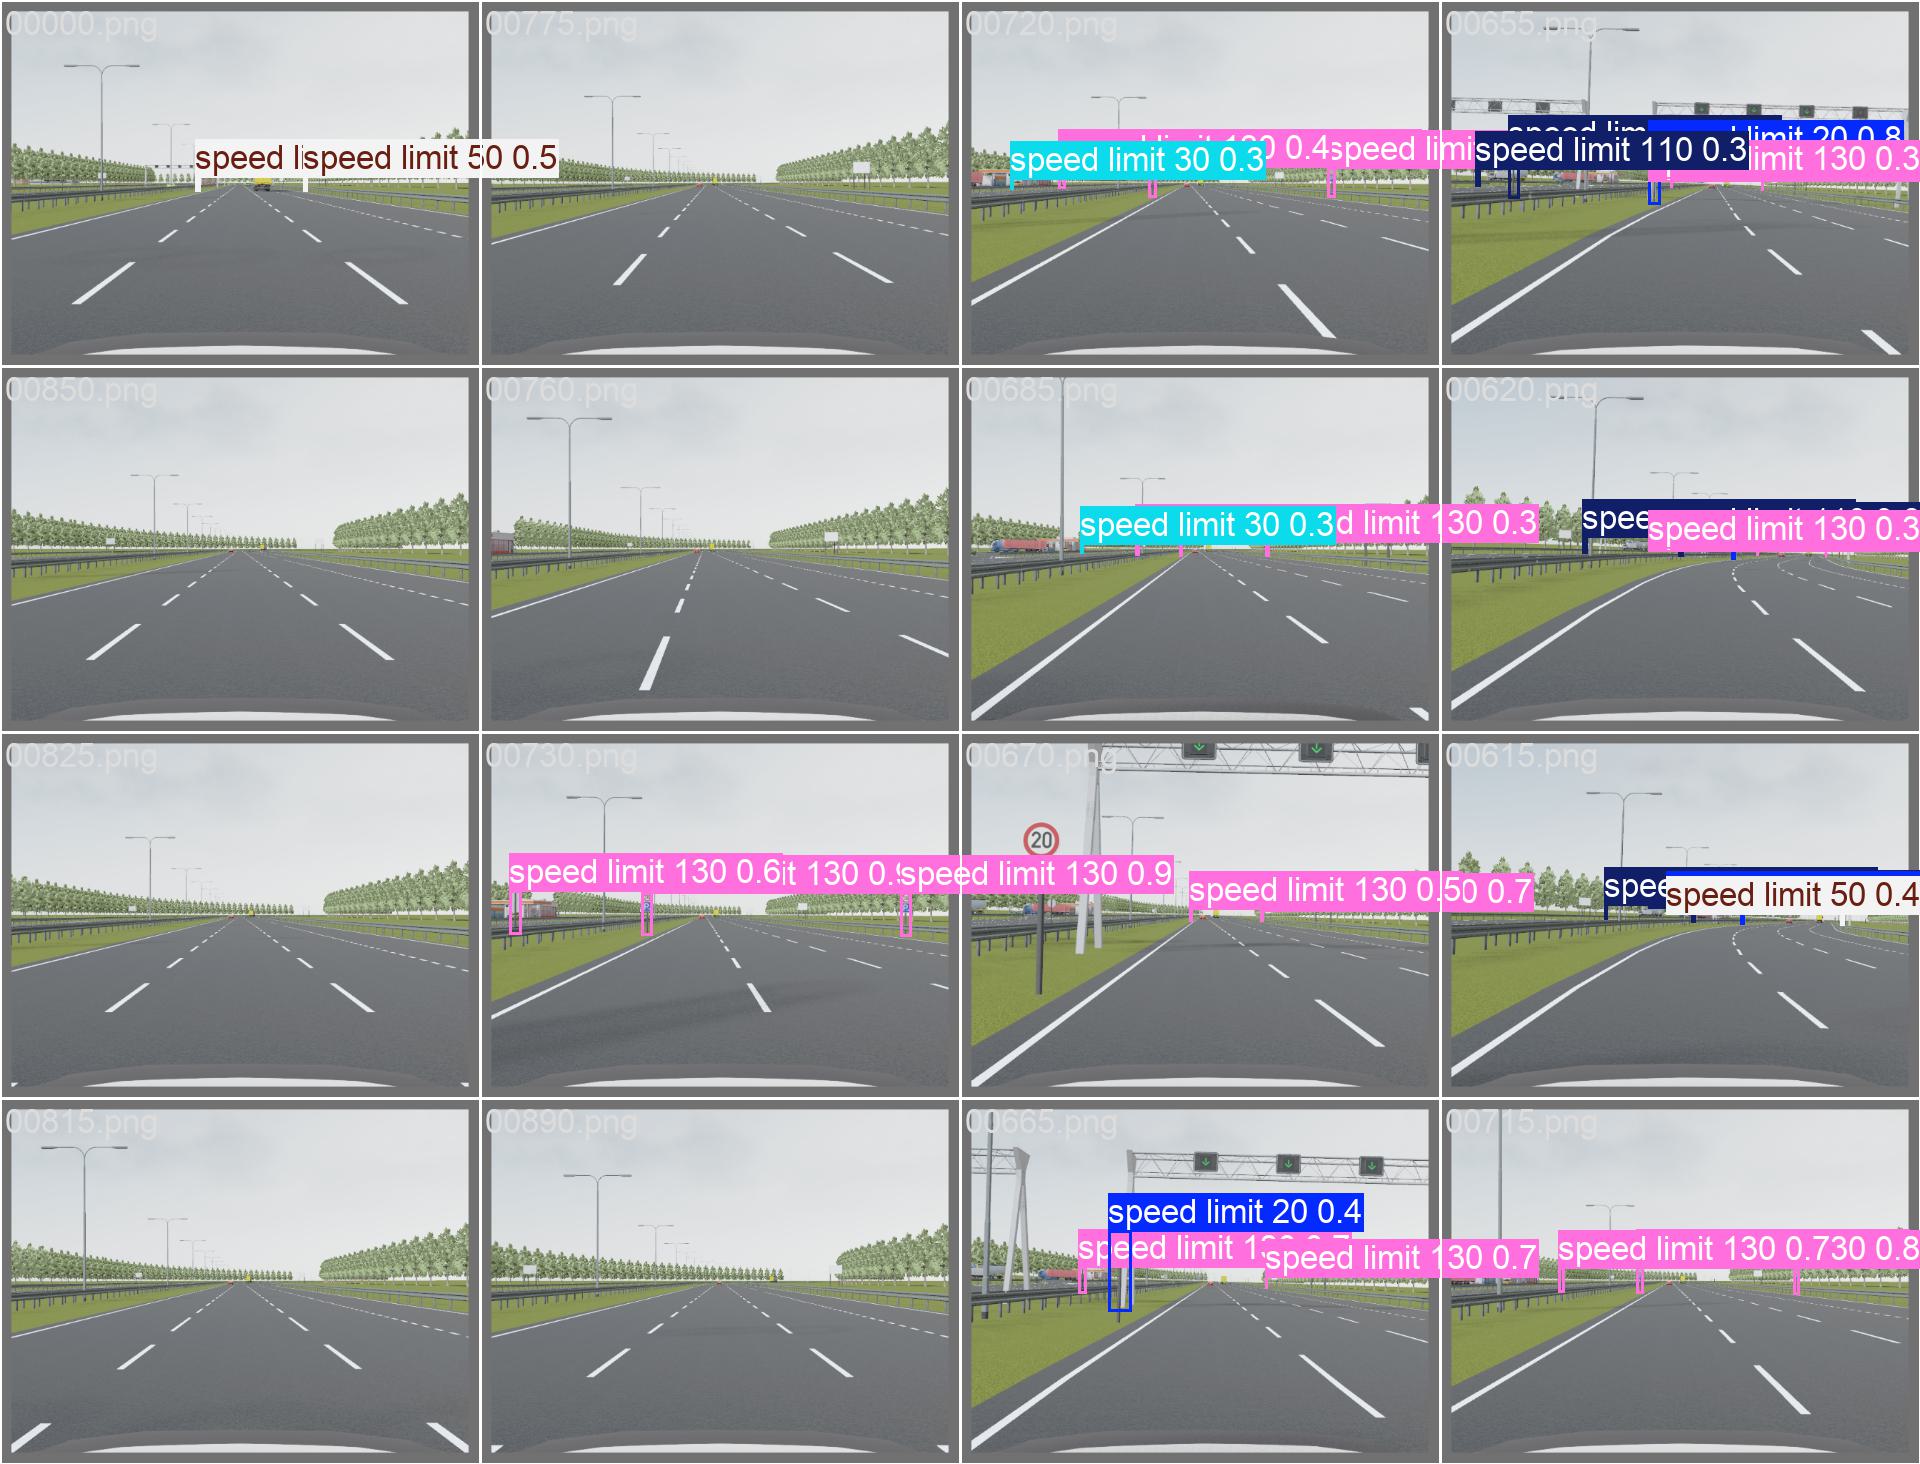 00000.png
00775.png
00720.png
00655.png
speed l
speed limit 50 0.5
speed limit 30 0.3
limit 130 0.4
speed limi
speed lim
limit 20 0.8
speed limit 110 0.3
limit 130 0.3
00850.png
00760.png
00685.png
00620.png
speed limit 30 0.3
d limit 130 0.3
spee
speed limit 130 0.3
00825.png
00730.png
00670.png
00615.png
20
speed limit 130 0.6
it 130 0.9
speed limit 130 0.9
speed limit 130 0.5
0 0.7
spee
speed limit 50 0.4
00815.png
00890.png
00665.png
00715.png
speed limit 20 0.4
speed limit 1
speed limit 130 0.7
speed limit 130 0.7
30 0.8